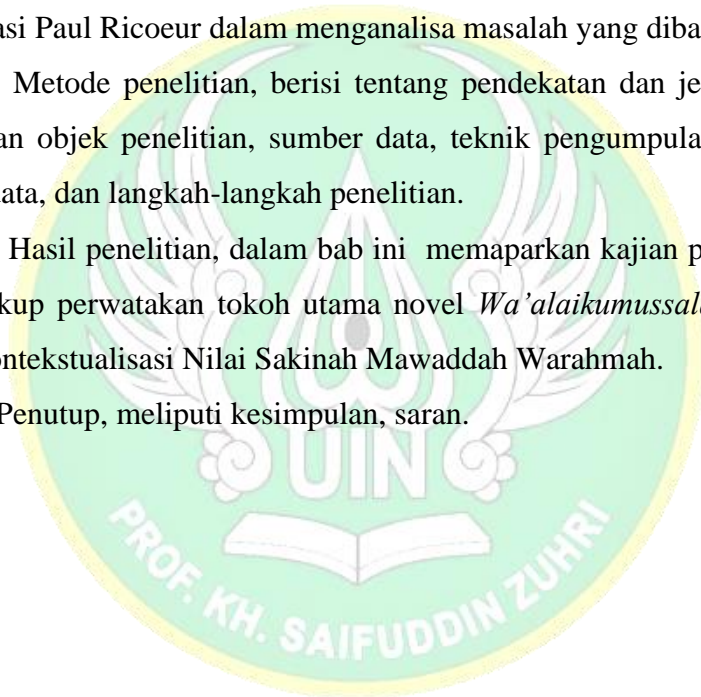 asi Paul Ricoeur dalam menganalisa masalah yang diba
Metode penelitian, berisi tentang pendekatan dan je
an objek penelitian, sumber data, teknik pengumpula
lata, dan langkah-langkah penelitian.
Hasil penelitian, dalam bab ini memaparkan kajian p
kup perwatakan tokoh utama novel Wa’alaikumussala
ontekstualisasi Nilai Sakinah Mawaddah Warahmah.
Penutup, meliputi kesimpulan, saran.
UIN
PROF. KH. SAIFUDDIN ZUHRI